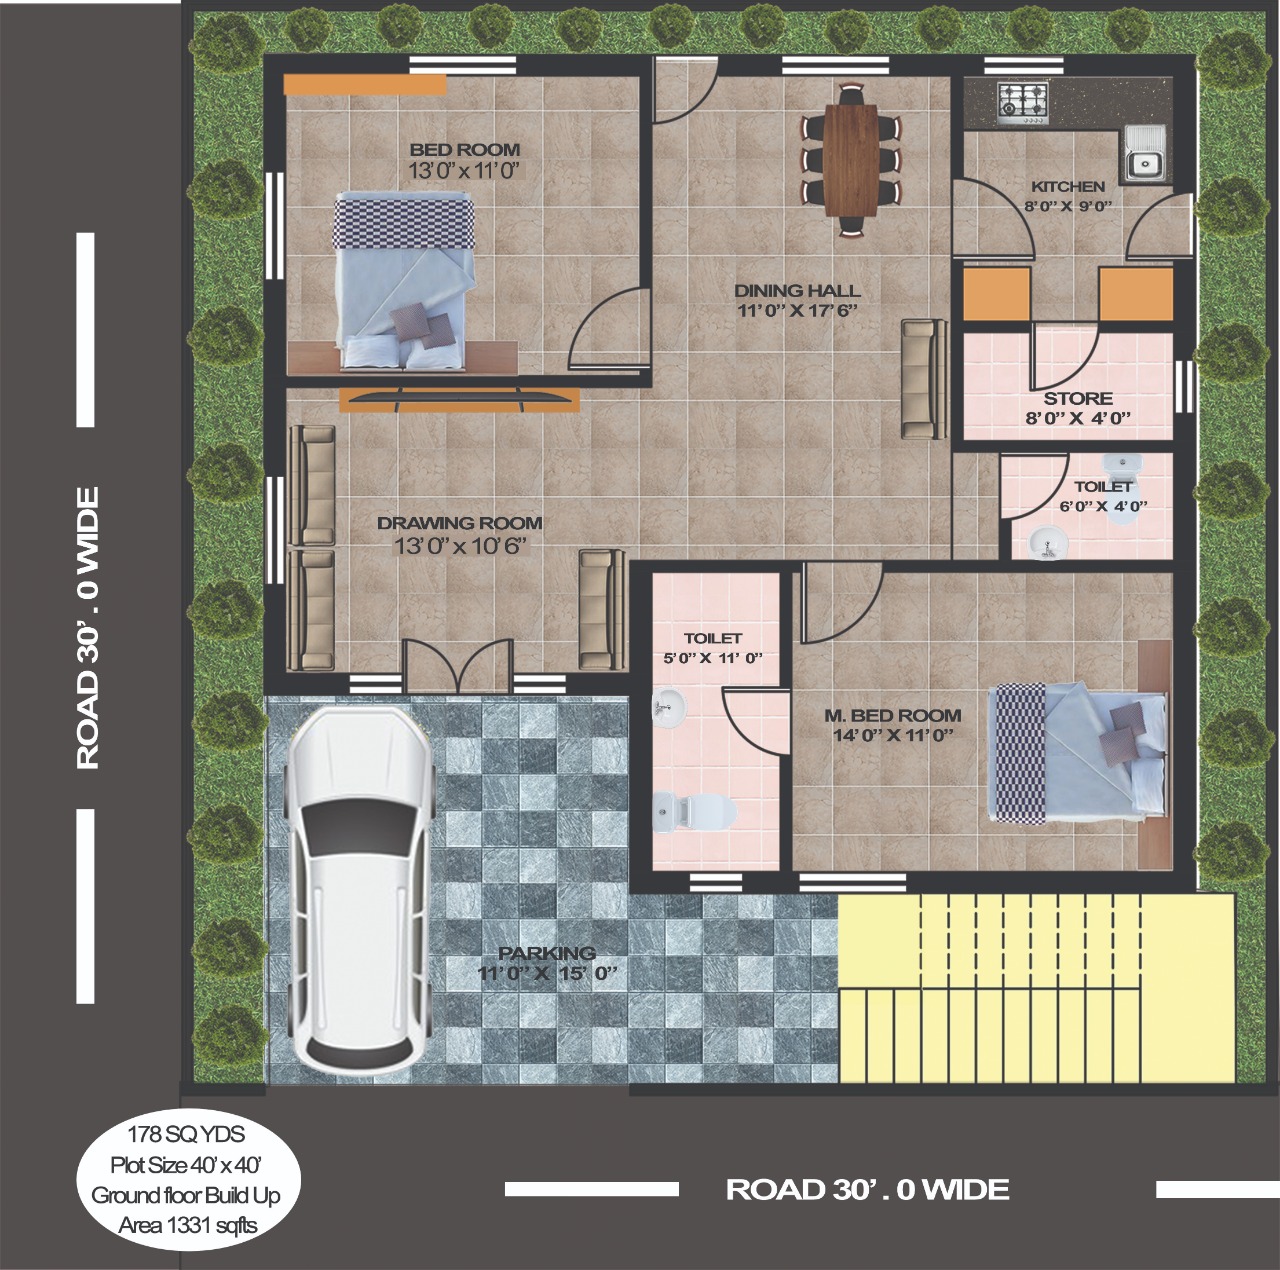 BED ROOM
13'0" x 11'0"
KITCHEN
8'0" X 9'0"
DINING HALL
11'0" X 17'6"
STORE
8'0" X 4'0"
TOILET
6'0" X 4'0"
DRAWING ROOM
13'0" x 10'6"
TOILET
5'0" X 11' 0"
M. BED ROOM
14'0" X 11'0"
PARKING
11'0" X 15' 0"
ROAD 30' . 0 WIDE
178 SQ YDS
Plot Size 40' x 40'
Ground floor Build Up
Area 1331 sqfts
ROAD 30' . 0 WIDE